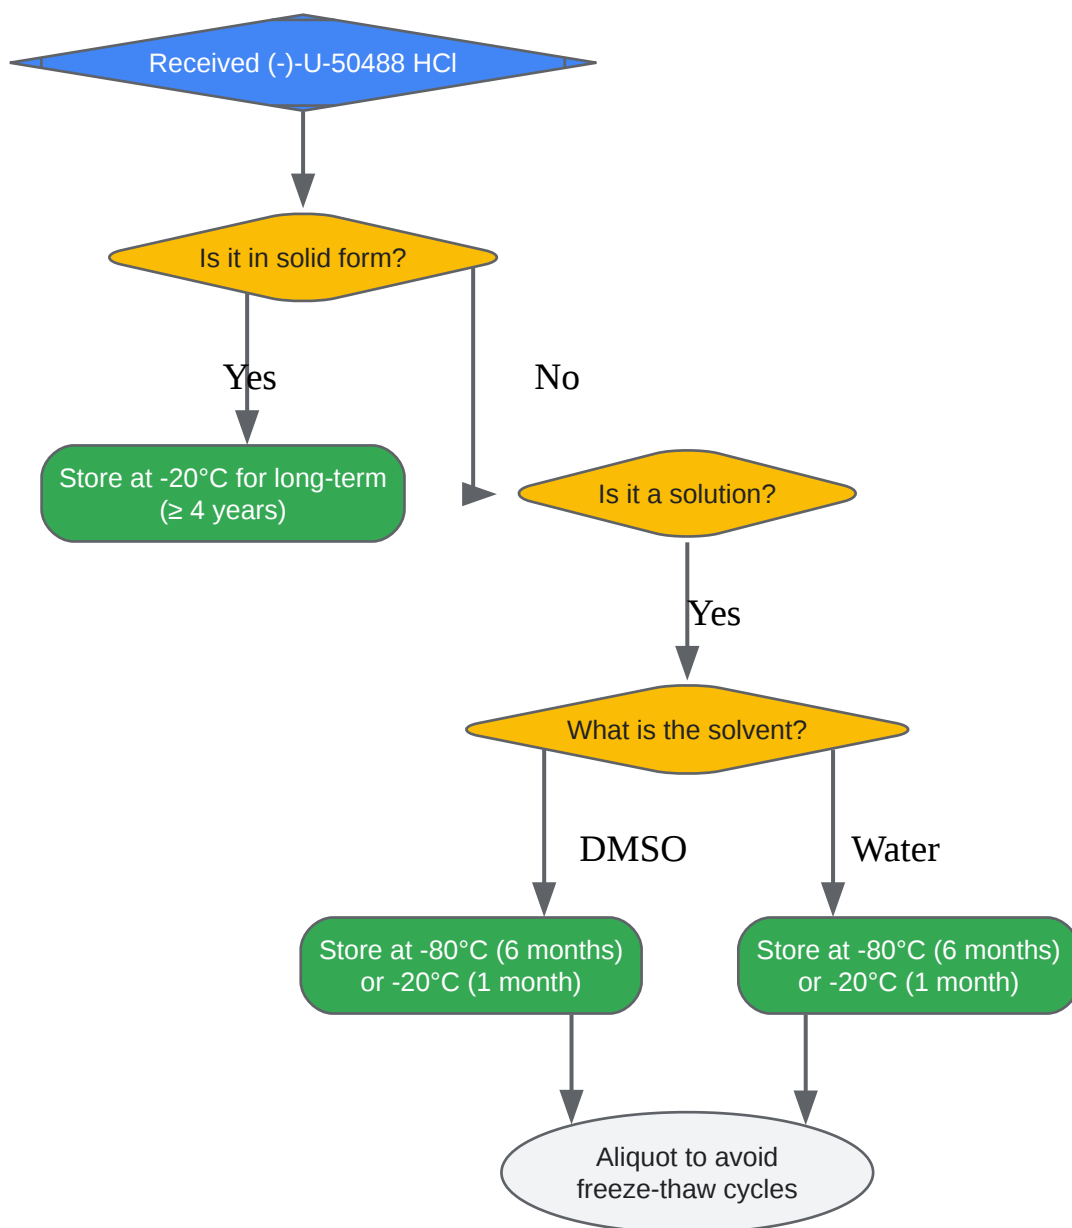 Received (-)-U-50488 HCl
Is it in solid form?
Yes
No
Store at -20°C for long-term
(≥ 4 years)
Is it a solution?
Yes
What is the solvent?
DMSO
Water
Store at -80°C (6 months)
or -20°C (1 month)
Store at -80°C (6 months)
or -20°C (1 month)
Aliquot to avoid
freeze-thaw cycles